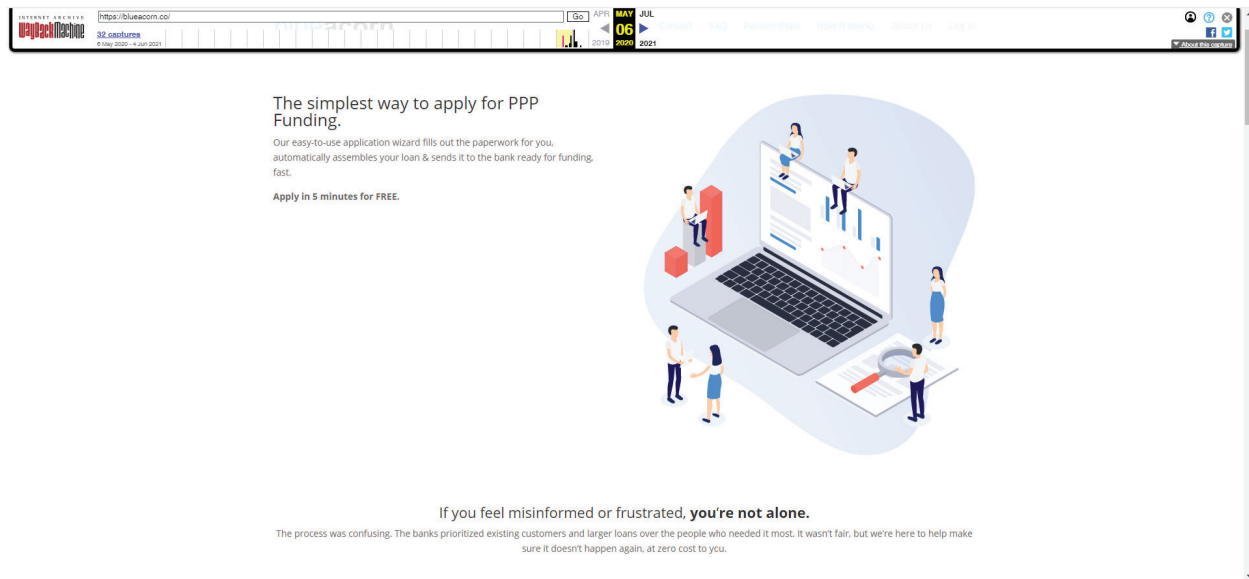 INTERNET ARCHIVE
WayBackMachine
https://blueacorn.co/
Go
APR MAY JUL
32 captures
06
6 May 2020 - 4 Jun 2021
2019 2020 2021
About this capture
The simplest way to apply for PPP
Funding.
Our easy-to-use application wizard fills out the paperwork for you,
automatically assembles your loan & sends it to the bank ready for funding,
fast.
Apply in 5 minutes for FREE.
If you feel misinformed or frustrated, you're not alone.
The process was confusing. The banks prioritized existing customers and larger loans over the people who needed it most. It wasn't fair, but we're here to help make
sure it doesn't happen again, at zero cost to you.